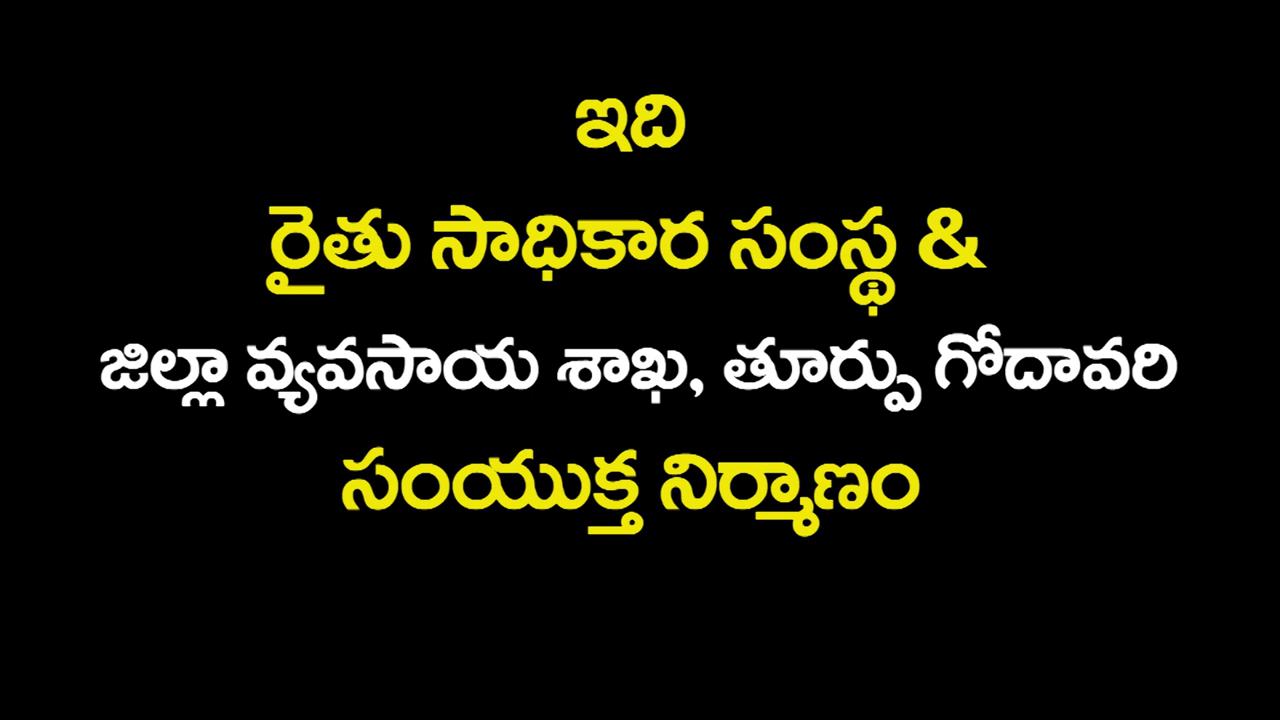 ఇది
రైతు సాధికార సంస్థ &
జిల్లా వ్యవసాయ శాఖ, తూర్పు గోదావరి
సంయుక్త నిర్మాణం